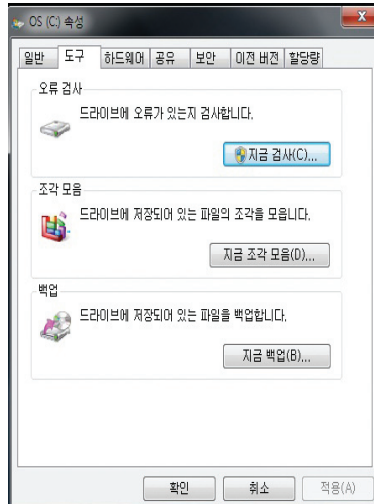 OS (C:) 속성
일반 도구 하드웨어 공유 보안 이전 버전 할당량
오류 검사
드라이브에 오류가 있는지 검사합니다.
지금 검사(C)...
조각 모음
드라이브에 저장되어 있는 파일의 조각을 모읍니다.
지금 조각 모음(D)...
백업
드라이브에 저장되어 있는 파일을 백업합니다.
지금 백업(B)...
확인 취소 적용(A)